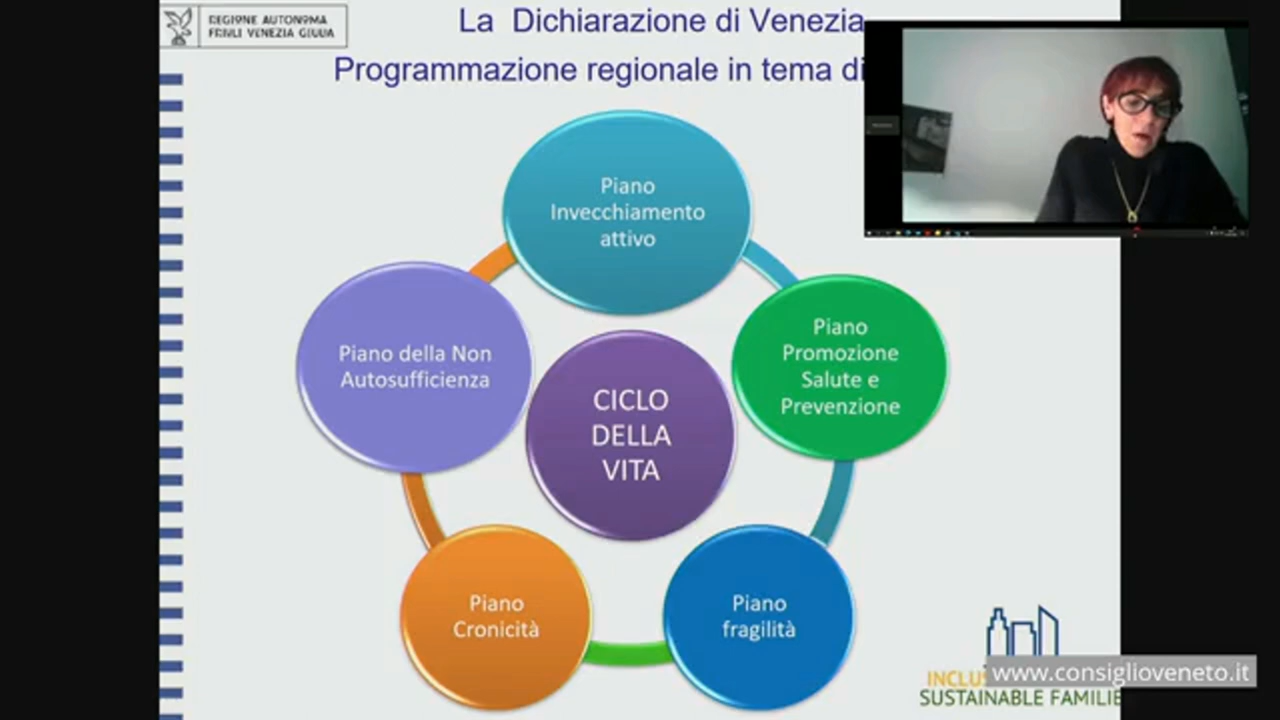 REGIONE AUTONOMA
FRIULI VENEZIA GIULIA
La  Dichiarazione di Venezia
Programmazione regionale in tema di
Piano
Invecchiamento
attivo
Piano della Non
Autosufficienza
Piano
Promozione
Salute e
Prevenzione
CICLO
DELLA
VITA
Piano
Cronicità
Piano
fragilità
www.consiglioveneto.it
SUSTAINABLE FAMILIE